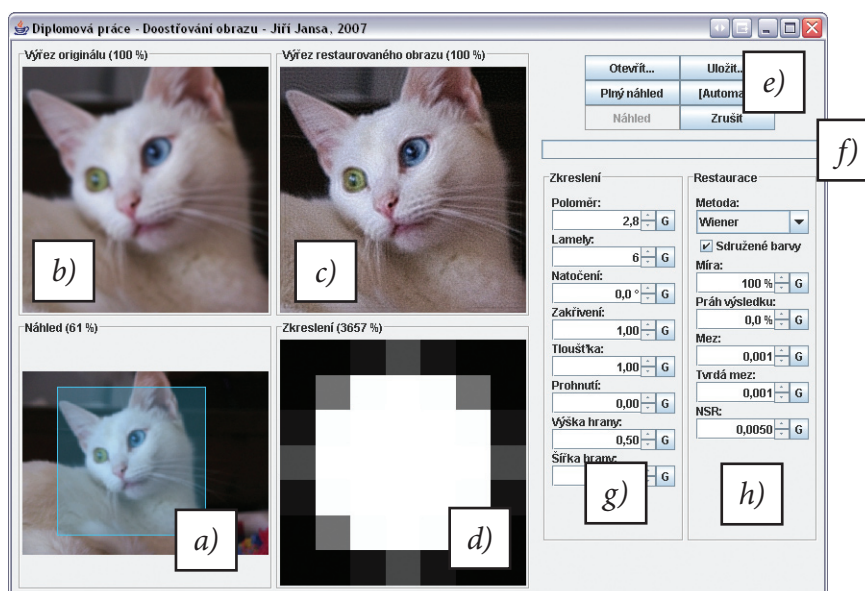 Diplomová práce - Doostřování obrazu - Jiří Jansa, 2007
Výřez originálu (100 %)
Výřez restaurovaného obrazu (100 %)
Otevřít...
Uložit...
Plný náhled
[Automa
Náhled
Zrušit
e)
f)
b)
c)
Náhled (61 %)
Zkreslení (3657 %)
a)
d)
Zkreslení
Poloměr:
2,8 G
Lamely:
6 G
Natočení:
0,0 ° G
Zakřivení:
1,00 G
Tloušťka:
1,00 G
Prohnutí:
0,00 G
Výška hrany:
0,50 G
Šířka hrany:
G
g)
Restaurace
Metoda:
Wiener
Sdružené barvy
Míra:
100 % G
Práh výsledku:
0,0 % G
Mez:
0,001 G
Tvrdá mez:
0,001 G
NSR:
0,0050 G
h)